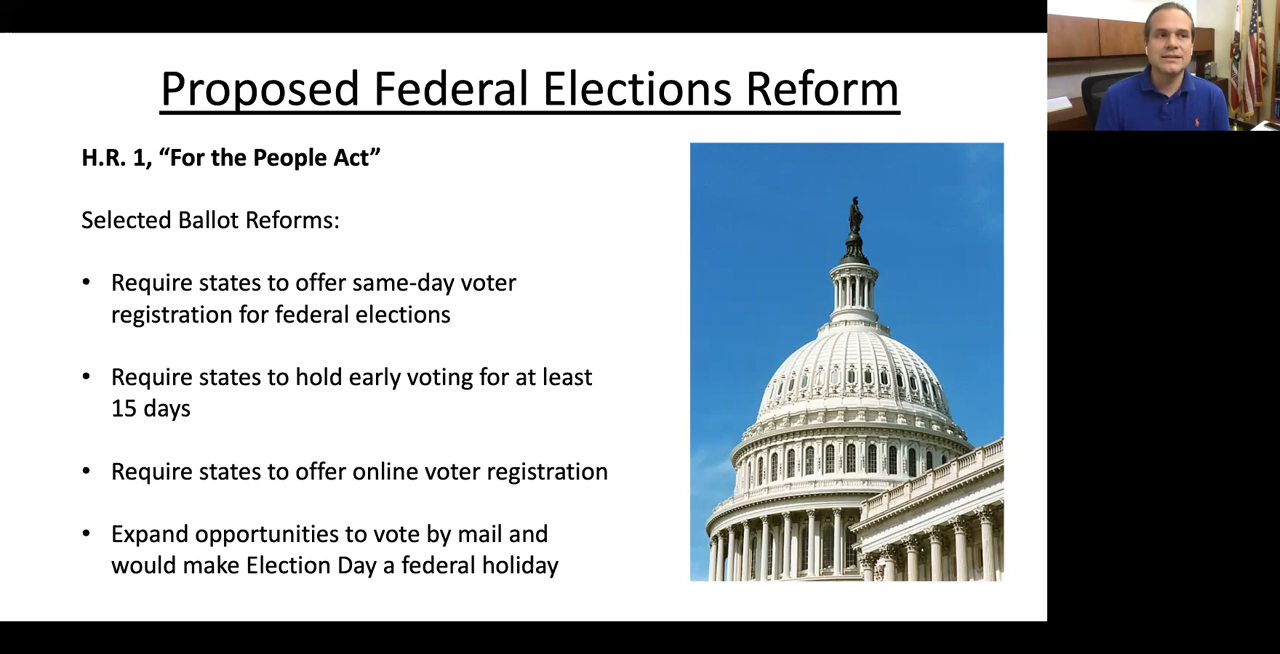 Proposed Federal Elections Reform
H.R. 1, “For the People Act”
Selected Ballot Reforms:
• Require states to offer same-day voter
registration for federal elections
• Require states to hold early voting for at least
15 days
• Require states to offer online voter registration
• Expand opportunities to vote by mail and
would make Election Day a federal holiday